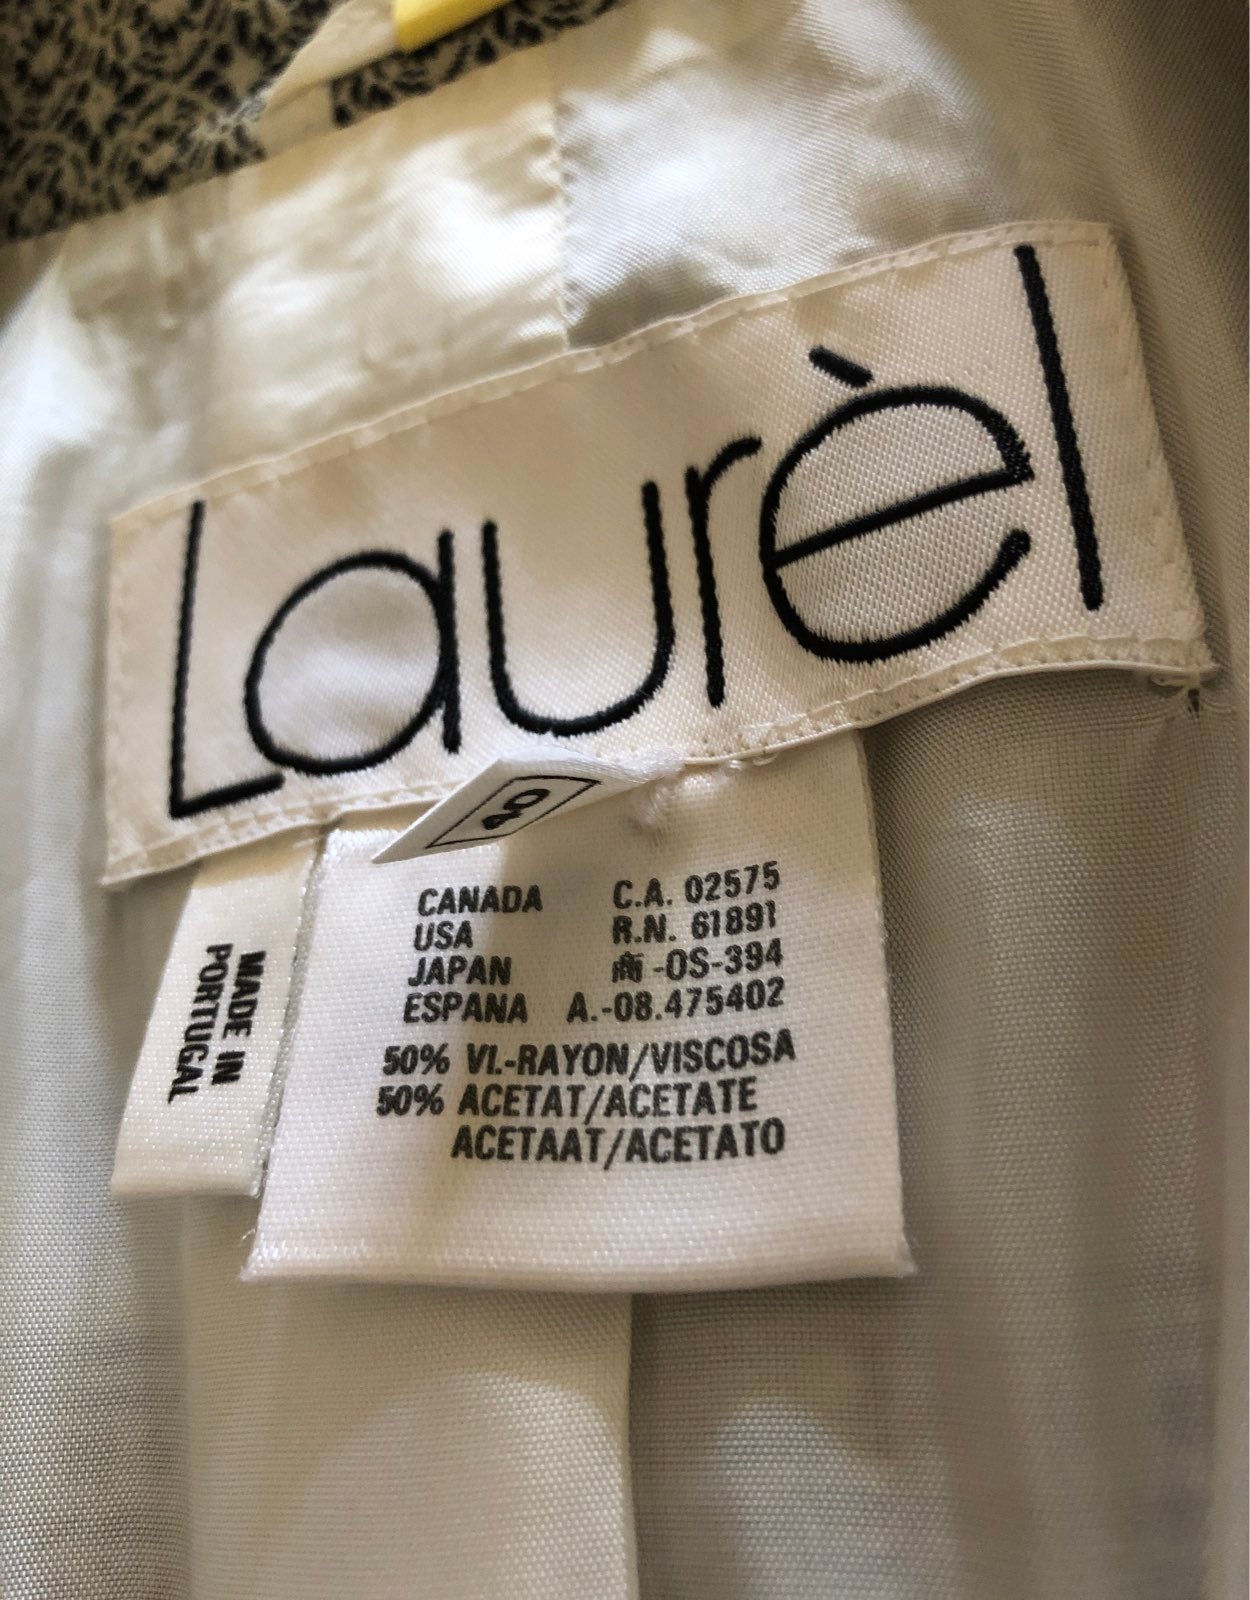 Laurèl
40
CANADA C.A. 02575
USA R.N. 61891
JAPAN 商-OS-394
ESPANA A.-08.475402
50% VI.-RAYON/VISCOSA
50% ACETAT/ACETATE
ACETAAT/ACETATO
MADE IN
PORTUGAL